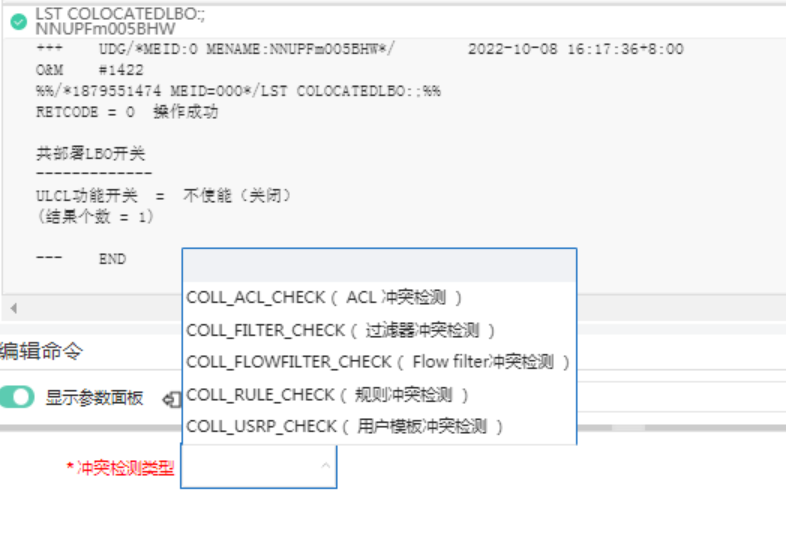 LST COLOCATEDLBO:;
NNUPFm005BHW
+++ UDG/*MEID:0 MENAME:NNUPFm005BHW*/ 2022-10-08 16:17:36+8:00
O&M #1422
%%/*1879551474 MEID=000*/LST COLOCATEDLBO:;%%
RETCODE = 0 操作成功
共部署LBO开关
-------------
ULCL功能开关 = 不使能（关闭）
(结果个数 = 1)
--- END
COLL_ACL_CHECK（ ACL 冲突检测 ）
COLL_FILTER_CHECK（ 过滤器冲突检测 ）
COLL_FLOWFILTER_CHECK（ Flow filter冲突检测 ）
COLL_RULE_CHECK（ 规则冲突检测 ）
COLL_USRP_CHECK（ 用户模板冲突检测 ）
编辑命令
显示参数面板
*冲突检测类型